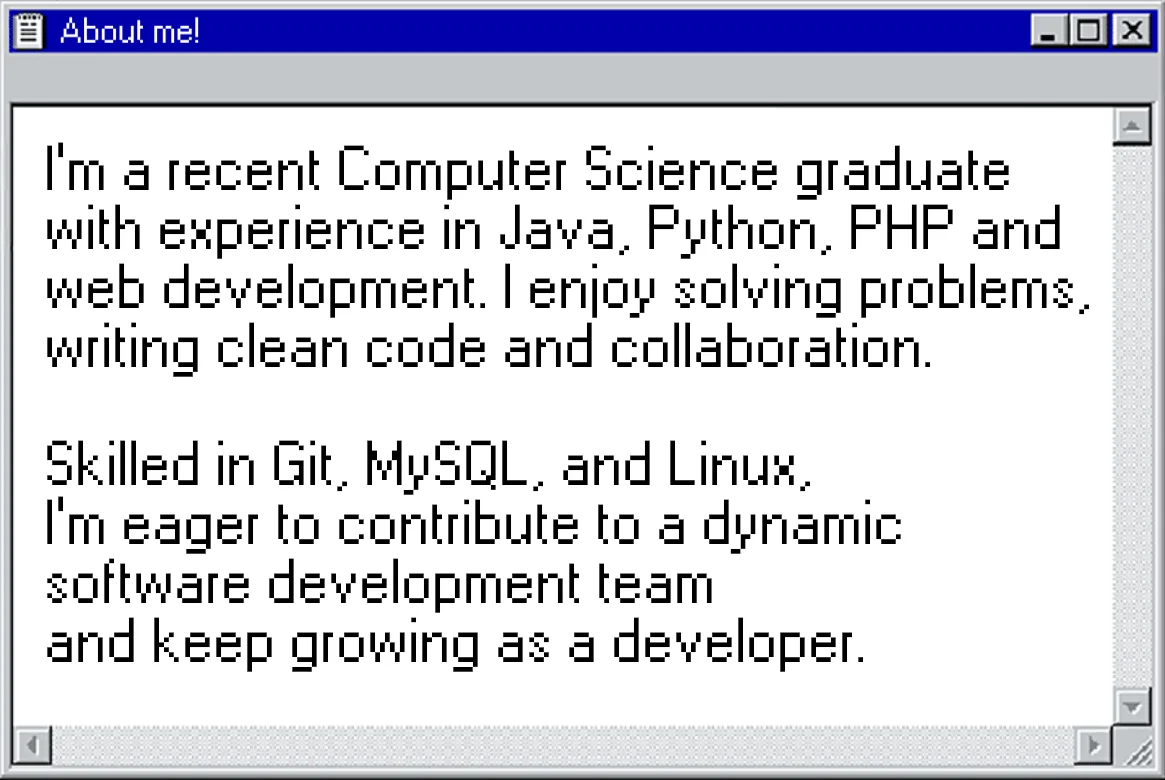 About me!
I'm a recent Computer Science graduate
with experience in Java, Python, PHP and
web development. I enjoy solving problems,
writing clean code and collaboration.
Skilled in Git, MySQL, and Linux,
I'm eager to contribute to a dynamic
software development team
and keep growing as a developer.